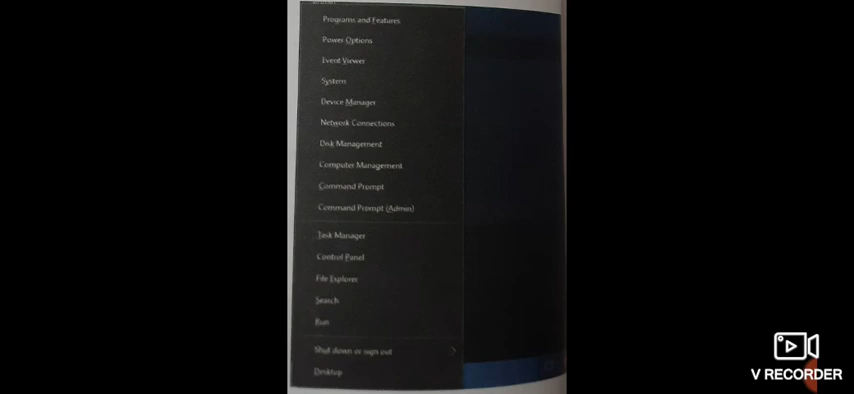 Programs and Features
Power Options
Event Viewer
System
Device Manager
Network Connections
Disk Management
Computer Management
Command Prompt
Command Prompt (Admin)
Task Manager
Control Panel
File Explorer
Search
Run
Shut down or sign out
Desktop
V RECORDER